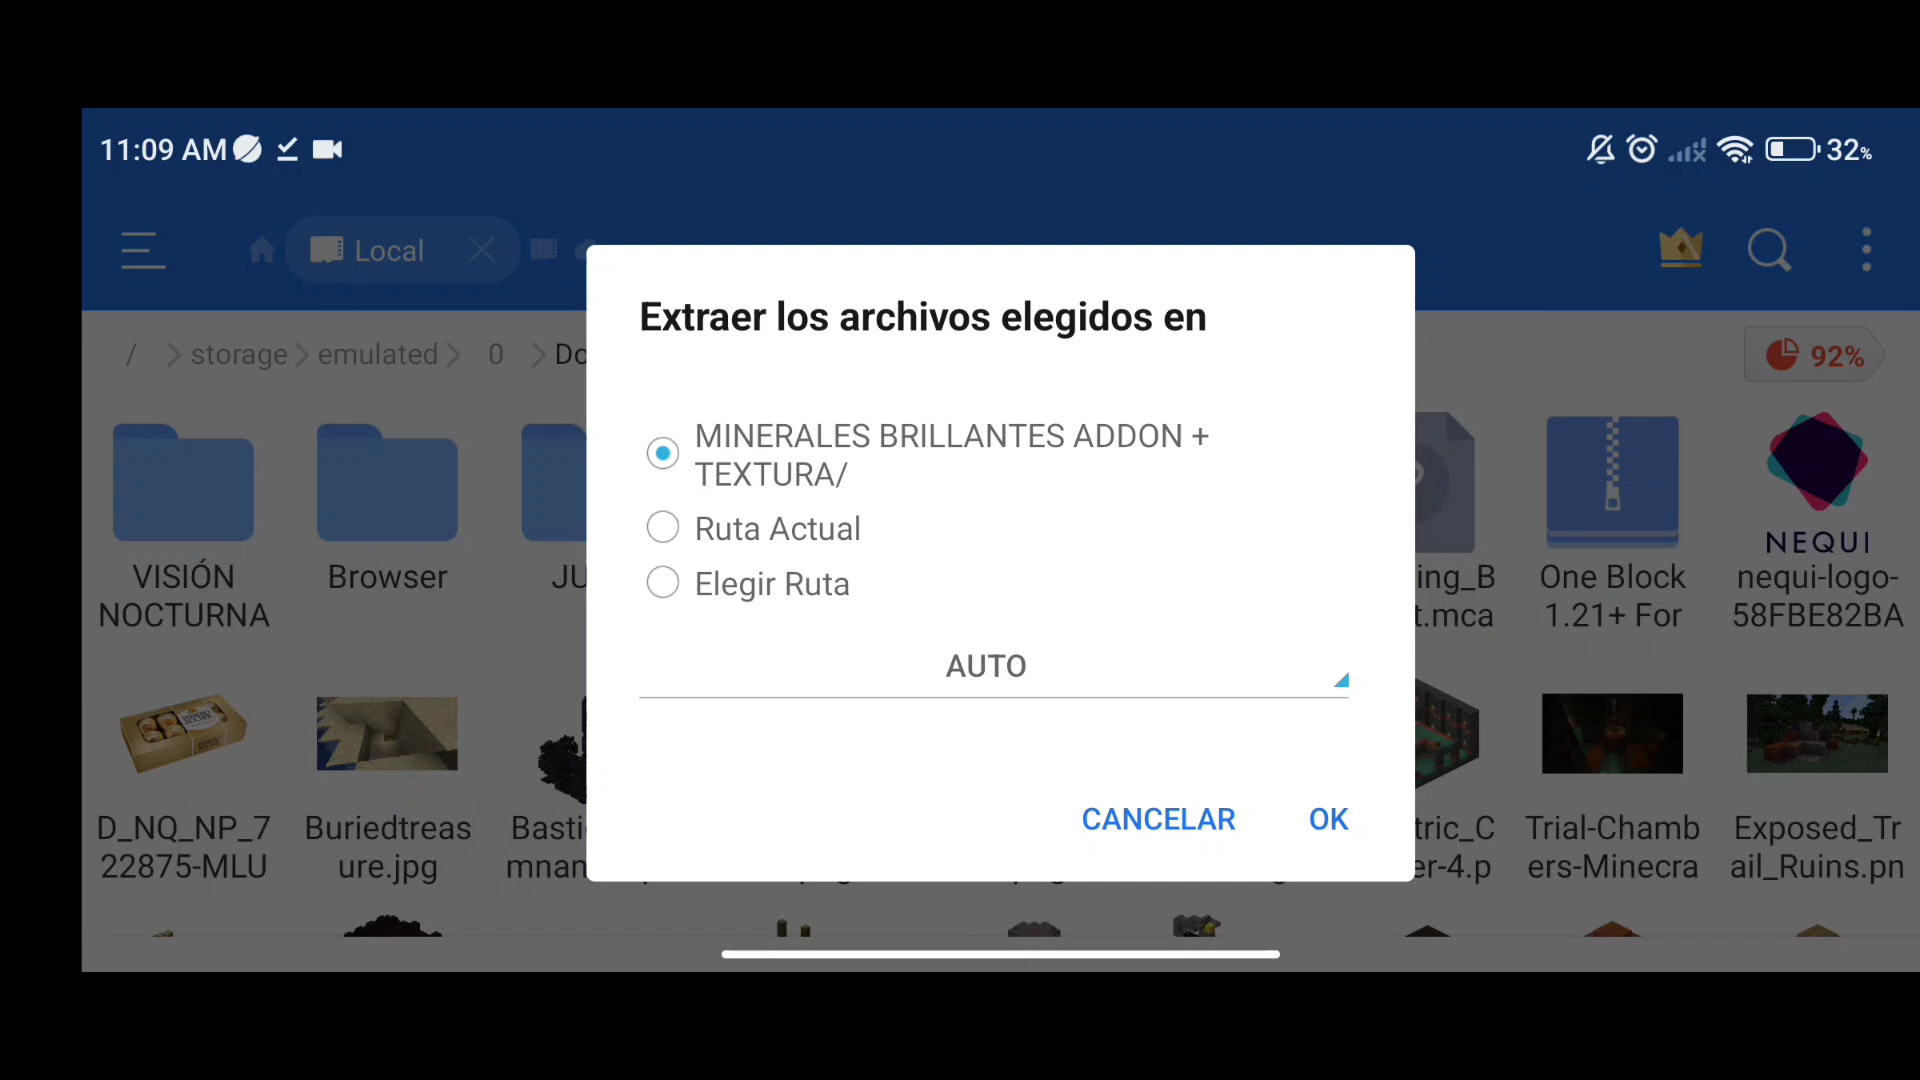 11:09 AM
32%
Local
/ storage emulated 0
92%
Extraer los archivos elegidos en
MINERALES BRILLANTES ADDON +
TEXTURA/
Ruta Actual
Elegir Ruta
AUTO
CANCELAR OK
VISIÓN
NOCTURNA
Browser
One Block
1.21+ For
NEQUI
nequi-logo-
58FBE82BA
D_NQ_NP_7
22875-MLU
Buriedtreas
ure.jpg
Trial-Chamb
ers-Minecra
Exposed_Tr
ail_Ruins.pn